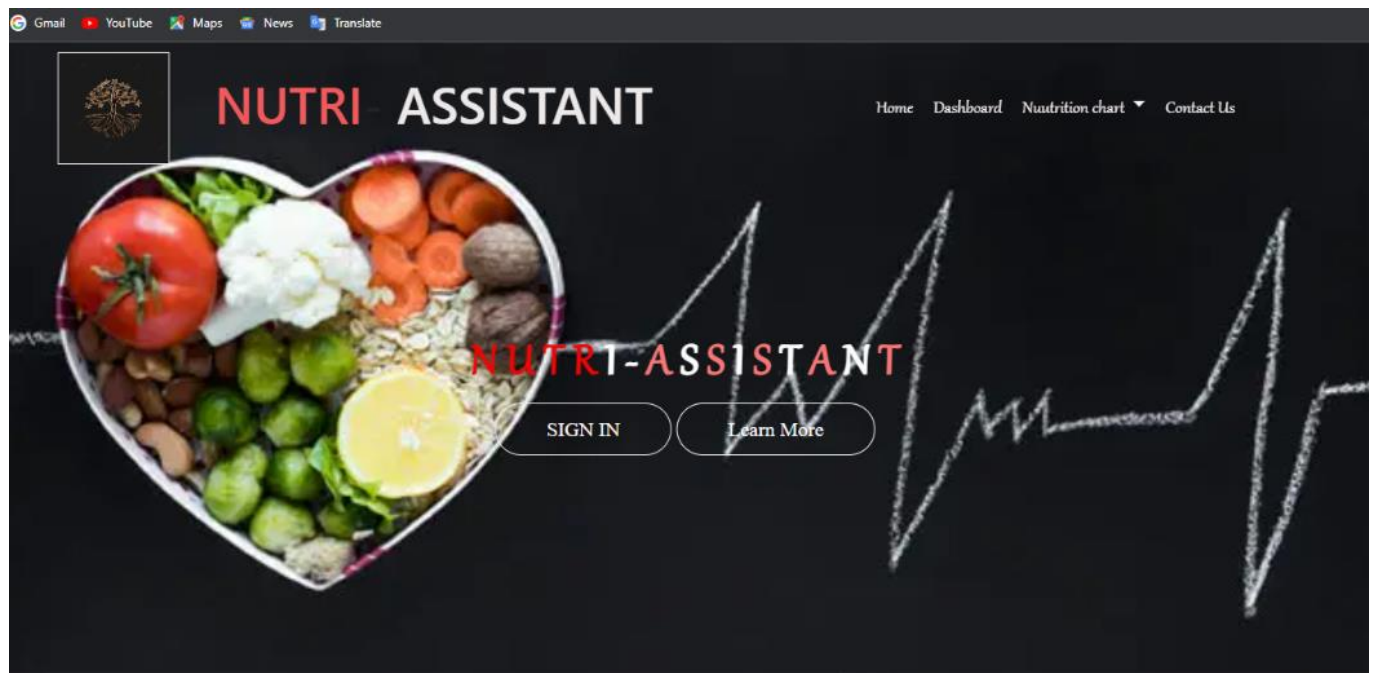 Gmail YouTube Maps News Translate
NUTRI- ASSISTANT
Home Dashboard Nuutrition chart Contact Us
NUTRI-ASSISTANT
SIGN IN Learn More